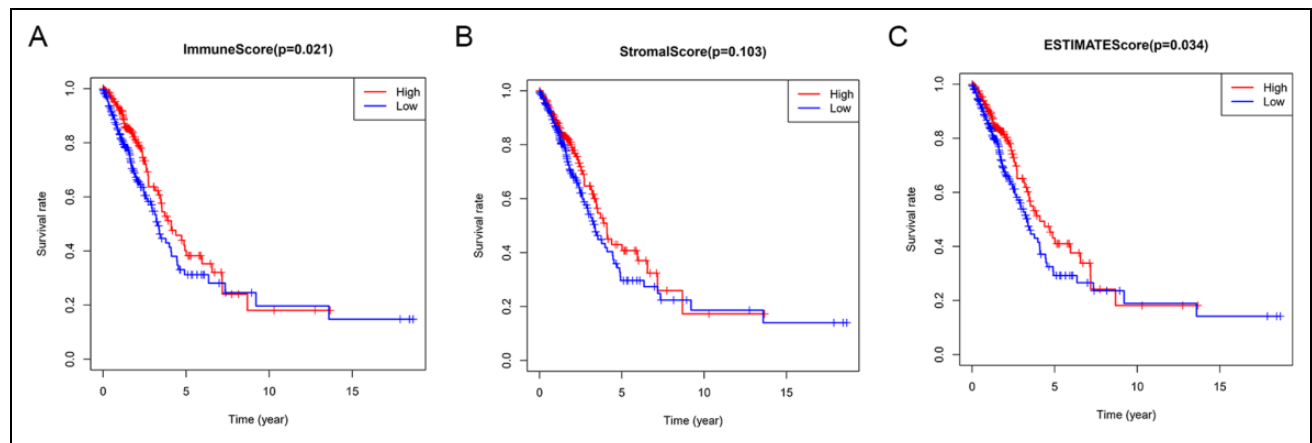 A
ImmuneScore(p=0.021)
High
Low
1.0
0.8
0.6
0.4
0.2
0.0
Survival rate
0
5
10
15
Time (year)
B
StromalScore(p=0.103)
High
Low
1.0
0.8
0.6
0.4
0.2
0.0
Survival rate
0
5
10
15
Time (year)
C
ESTIMATEScore(p=0.034)
High
Low
1.0
0.8
0.6
0.4
0.2
0.0
Survival rate
0
5
10
15
Time (year)